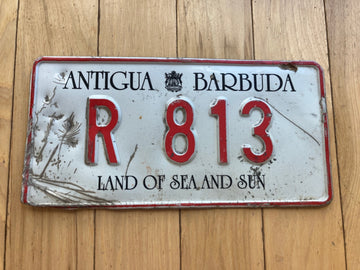 ANTIGUA BARBUDA
R 813
LAND OF SEA AND SUN